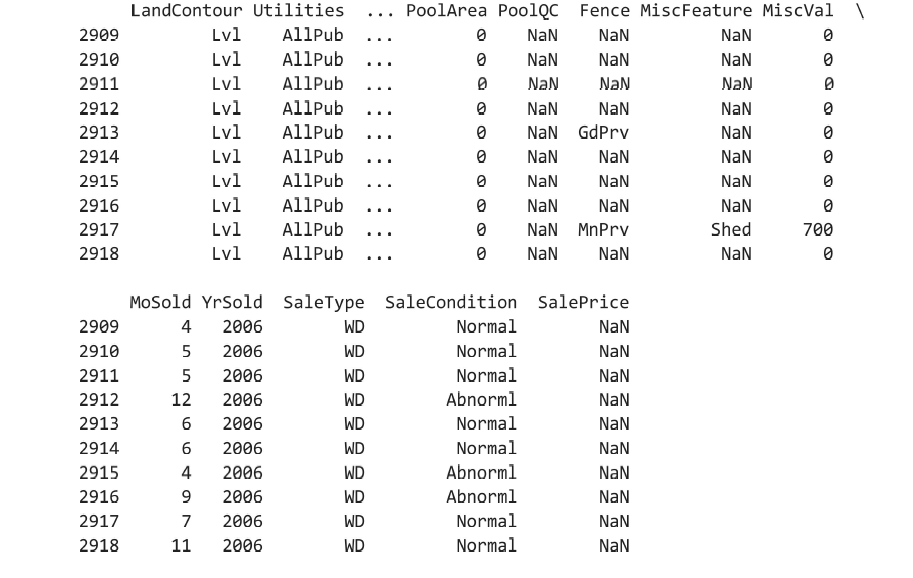 LandContour Utilities ... PoolArea PoolQC Fence MiscFeature MiscVal \
2909 Lvl AllPub ... 0 NaN NaN NaN 0
2910 Lvl AllPub ... 0 NaN NaN NaN 0
2911 Lvl AllPub ... 0 NaN NaN NaN 0
2912 Lvl AllPub ... 0 NaN NaN NaN 0
2913 Lvl AllPub ... 0 NaN GdPrv NaN 0
2914 Lvl AllPub ... 0 NaN NaN NaN 0
2915 Lvl AllPub ... 0 NaN NaN NaN 0
2916 Lvl AllPub ... 0 NaN NaN NaN 0
2917 Lvl AllPub ... 0 NaN MnPrv Shed 700
2918 Lvl AllPub ... 0 NaN NaN NaN 0
MoSold YrSold SaleType SaleCondition SalePrice
2909 4 2006 WD Normal NaN
2910 5 2006 WD Normal NaN
2911 5 2006 WD Normal NaN
2912 12 2006 WD Abnorml NaN
2913 6 2006 WD Normal NaN
2914 6 2006 WD Normal NaN
2915 4 2006 WD Abnorml NaN
2916 9 2006 WD Abnorml NaN
2917 7 2006 WD Normal NaN
2918 11 2006 WD Normal NaN